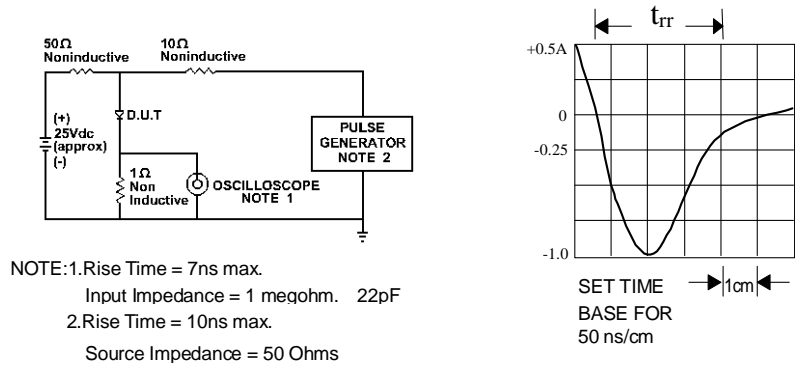 50Ω
Noninductive
10Ω
Noninductive
(+)
25Vdc
(approx)
(-)
D.U.T
1Ω
Non
Inductive
OSCILLOSCOPE
NOTE 1
PULSE
GENERATOR
NOTE 2
NOTE:1.Rise Time = 7ns max.
Input Impedance = 1 megohm. 22pF
2.Rise Time = 10ns max.
Source Impedance = 50 Ohms
trr
+0.5A
0
-0.25
-1.0
SET TIME
BASE FOR
50 ns/cm
1cm